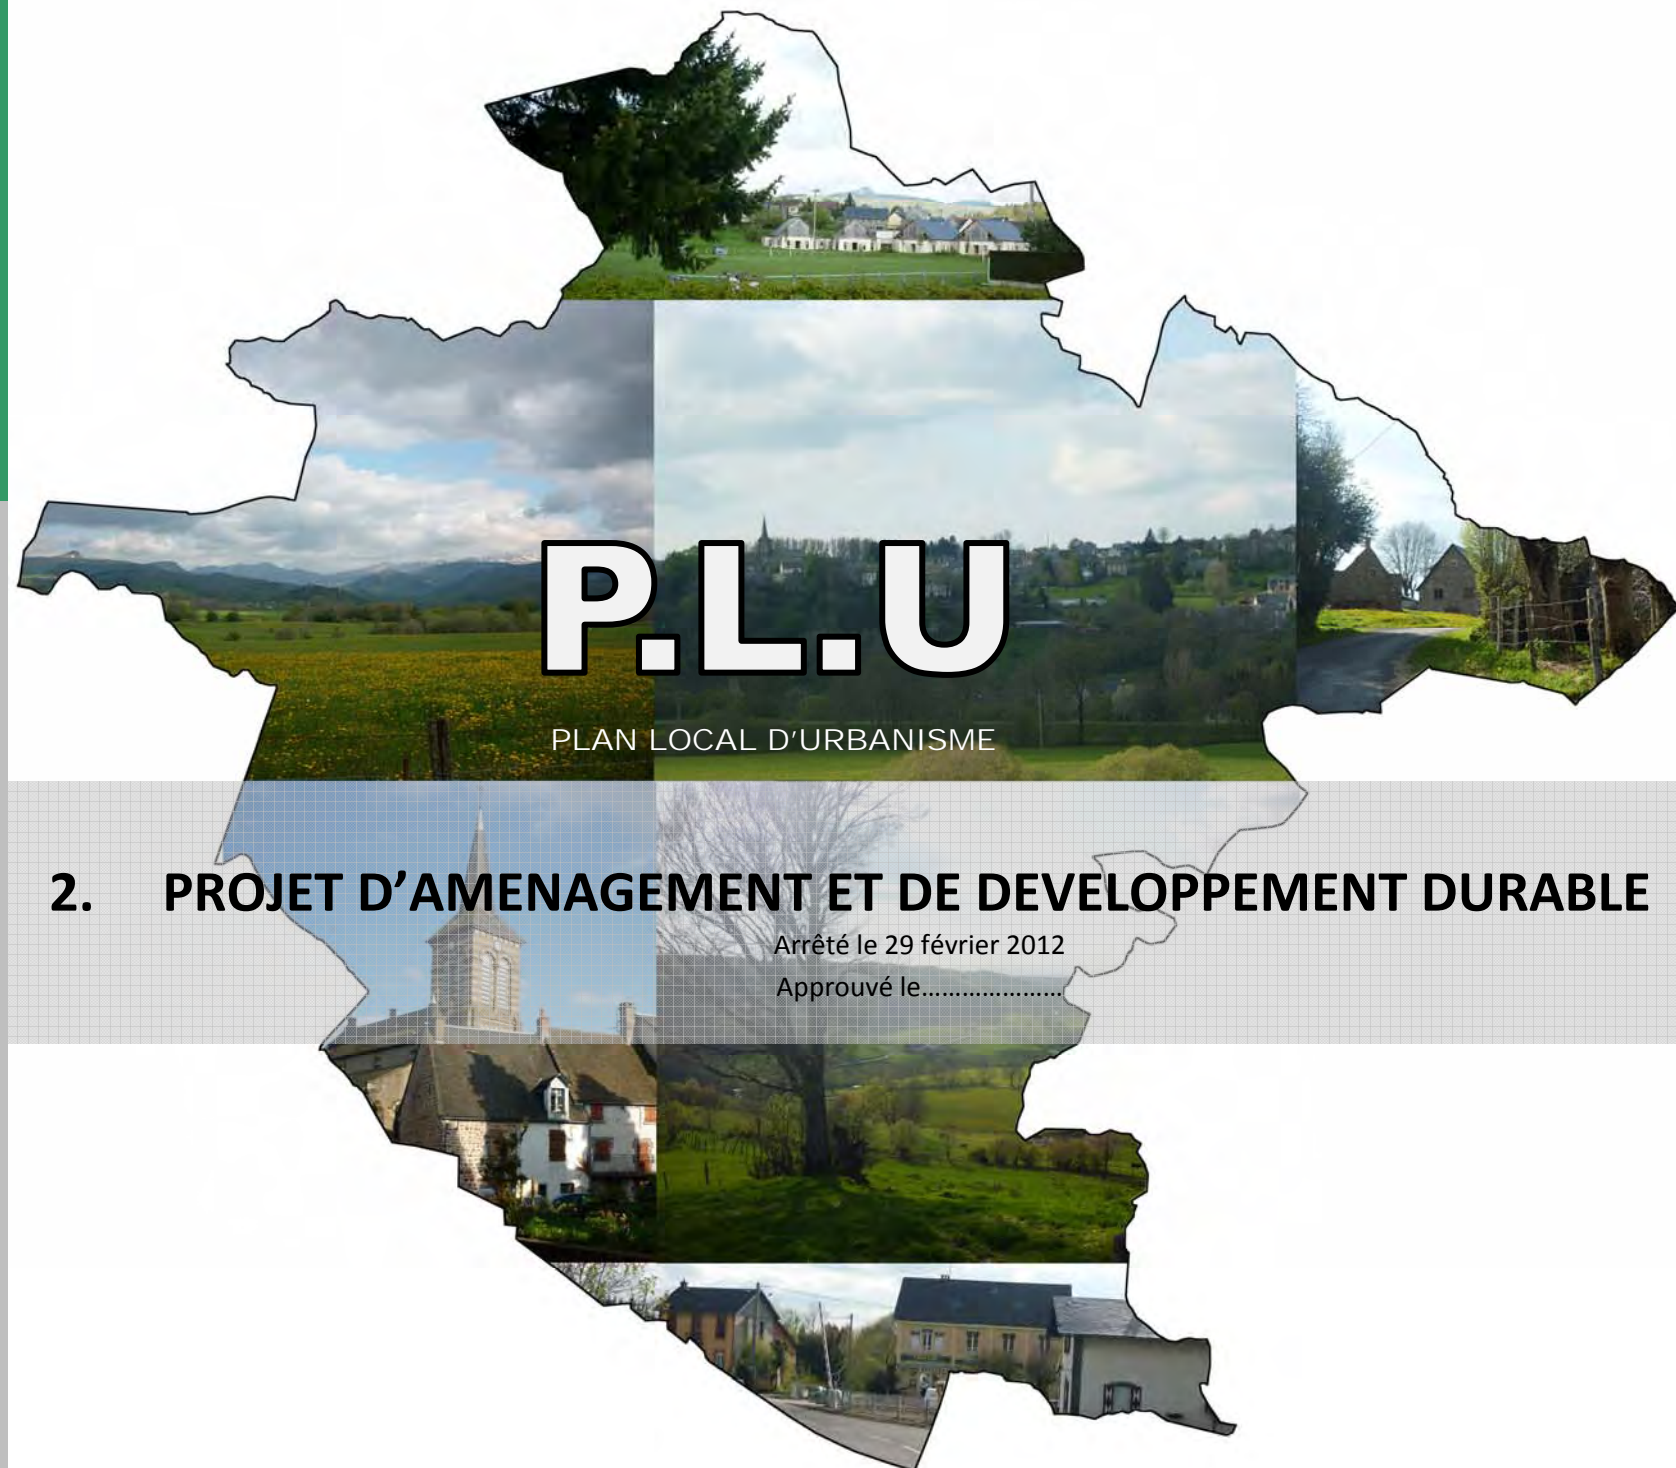 P.L.U
PLAN LOCAL D'URBANISME
2. PROJET D’AMENAGEMENT ET DE DEVELOPPEMENT DURABLE
Arrêté le 29 février 2012
Approuvé le.....................